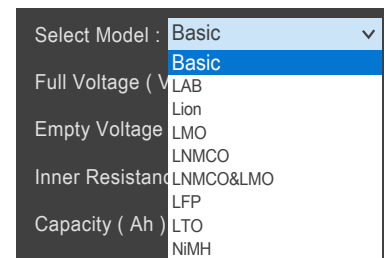 Select Model : Basic
Basic
Full Voltage ( V
LAB
Lion
Empty Voltage
LMO
LNMCO
Inner Resistanc
LNMCO&LMO
LFP
Capacity ( Ah )
LTO
NiMH